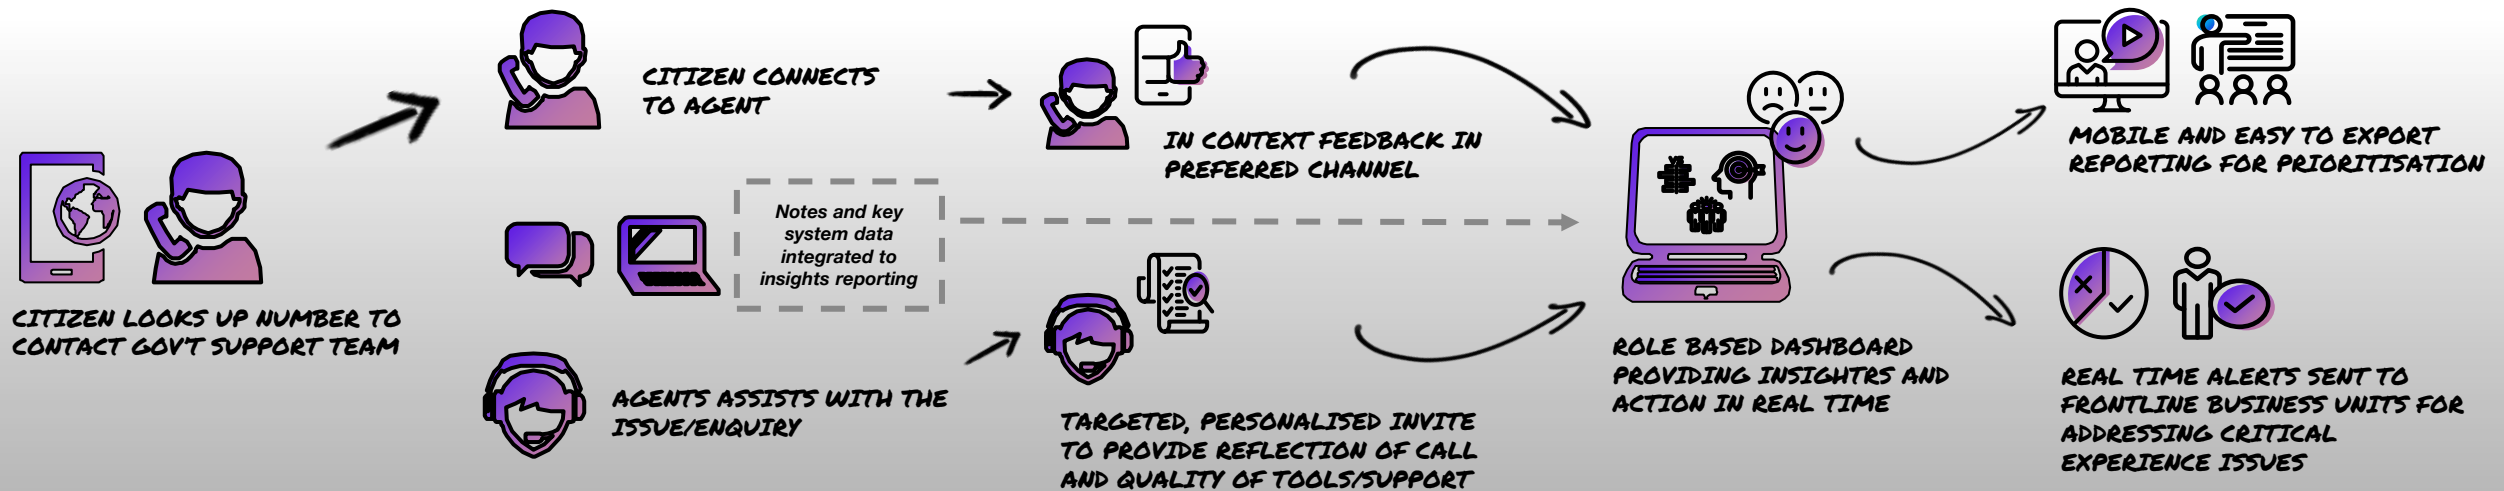 CITIZEN LOOKS UP NUMBER TO
CONTACT GOV'T SUPPORT TEAM
CITIZEN CONNECTS
TO AGENT
Notes and key
system data
integrated to
insights reporting
AGENTS ASSISTS WITH THE
ISSUE/ENQUIRY
IN CONTEXT FEEDBACK IN
PREFERRED CHANNEL
TARGETED, PERSONALISED INVITE
TO PROVIDE REFLECTION OF CALL
AND QUALITY OF TOOLS/SUPPORT
VS
ROLE BASED DASHBOARD
PROVIDING INSIGHTRS AND
ACTION IN REAL TIME
MOBILE AND EASY TO EXPORT
REPORTING FOR PRIORITISATION
REAL TIME ALERTS SENT TO
FRONTLINE BUSINESS UNITS FOR
ADDRESSING CRITICAL
EXPERIENCE ISSUES